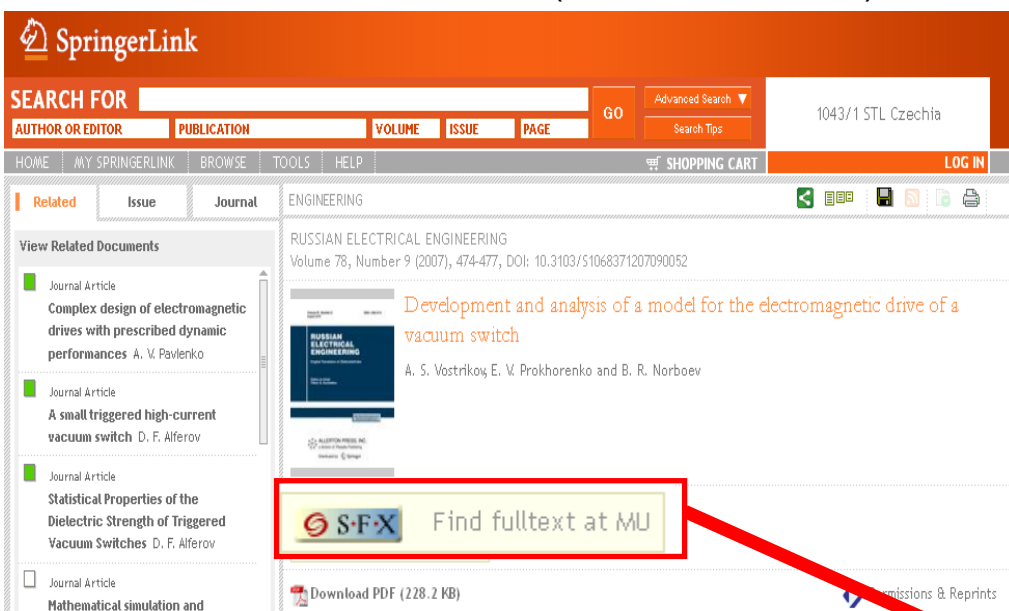 SpringerLink
SEARCH FOR
GO
Advanced Search ▼
Search Tips
1043/1 STL Czechia
AUTHOR OR EDITOR PUBLICATION VOLUME ISSUE PAGE
HOME MY SPRINGERLINK BROWSE TOOLS HELP SHOPPING CART LOG IN
Related Issue Journal
View Related Documents
Journal Article
Complex design of electromagnetic
drives with prescribed dynamic
performances A. V. Pavlenko
Journal Article
A small triggered high-current
vacuum switch D. F. Alferov
Journal Article
Statistical Properties of the
Dielectric Strength of Triggered
Vacuum Switches D. F. Alferov
Journal Article
Mathematical simulation and
ENGINEERING
RUSSIAN ELECTRICAL ENGINEERING
Volume 78, Number 9 (2007), 474-477, DOI: 10.3103/S1068371207090052
RUSSIAN
ELECTRICAL
ENGINEERING
ALLERTON PRESS, INC.
Development and analysis of a model for the electromagnetic drive of a
vacuum switch
A. S. Vostrikov, E. V. Prokhorenko and B. R. Norboev
S·F·X Find fulltext at MU
Download PDF (228.2 KB)
Permissions & Reprints